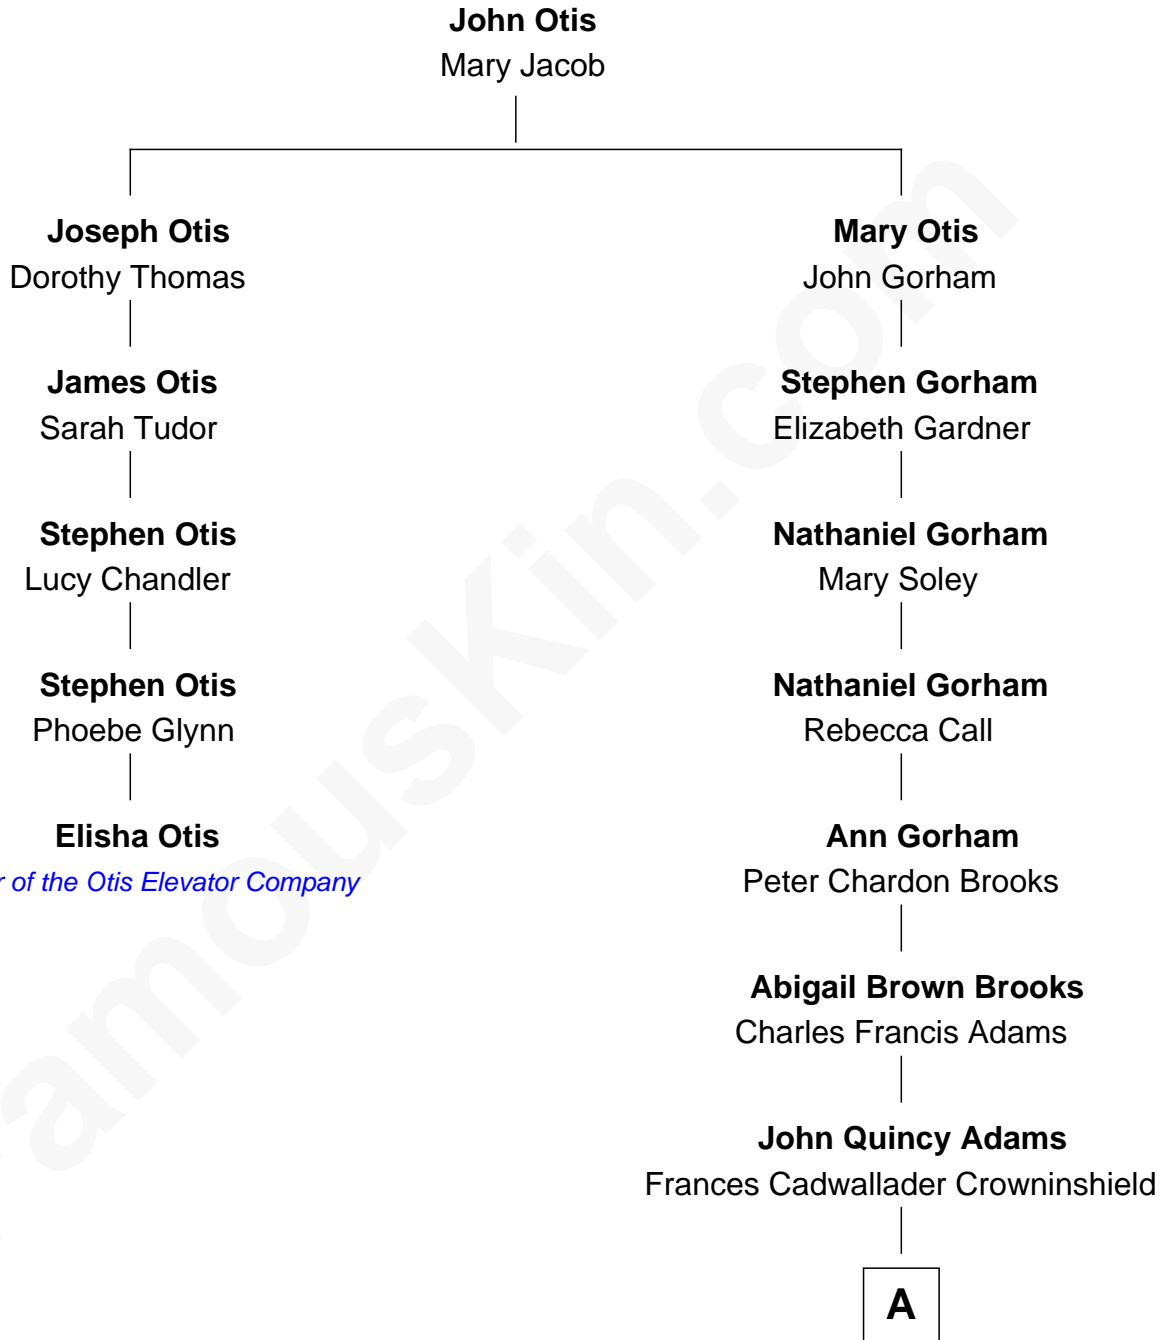 John Otis
Mary Jacob
Joseph Otis
Dorothy Thomas
James Otis
Sarah Tudor
Stephen Otis
Lucy Chandler
Stephen Otis
Phoebe Glynn
Elisha Otis
r of the Otis Elevator Company
Mary Otis
John Gorham
Stephen Gorham
Elizabeth Gardner
Nathaniel Gorham
Mary Soley
Nathaniel Gorham
Rebecca Call
Ann Gorham
Peter Chardon Brooks
Abigail Brown Brooks
Charles Francis Adams
John Quincy Adams
Frances Cadwallader Crowninshield
A
amouskin.com